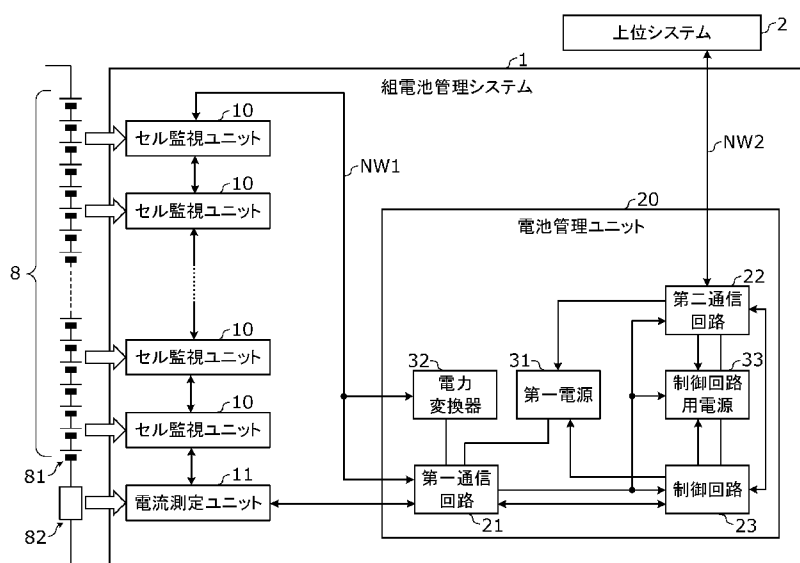 上位システム
2
1
組電池管理システム
10
セル監視ユニット
NW1
NW2
10
セル監視ユニット
20
電池管理ユニット
8
22
第二通信
回路
10
セル監視ユニット
32
電力
変換器
31
第一電源
33
制御回路
用電源
10
セル監視ユニット
81
11
電流測定ユニット
第一通信
回路
21
制御回路
23
82